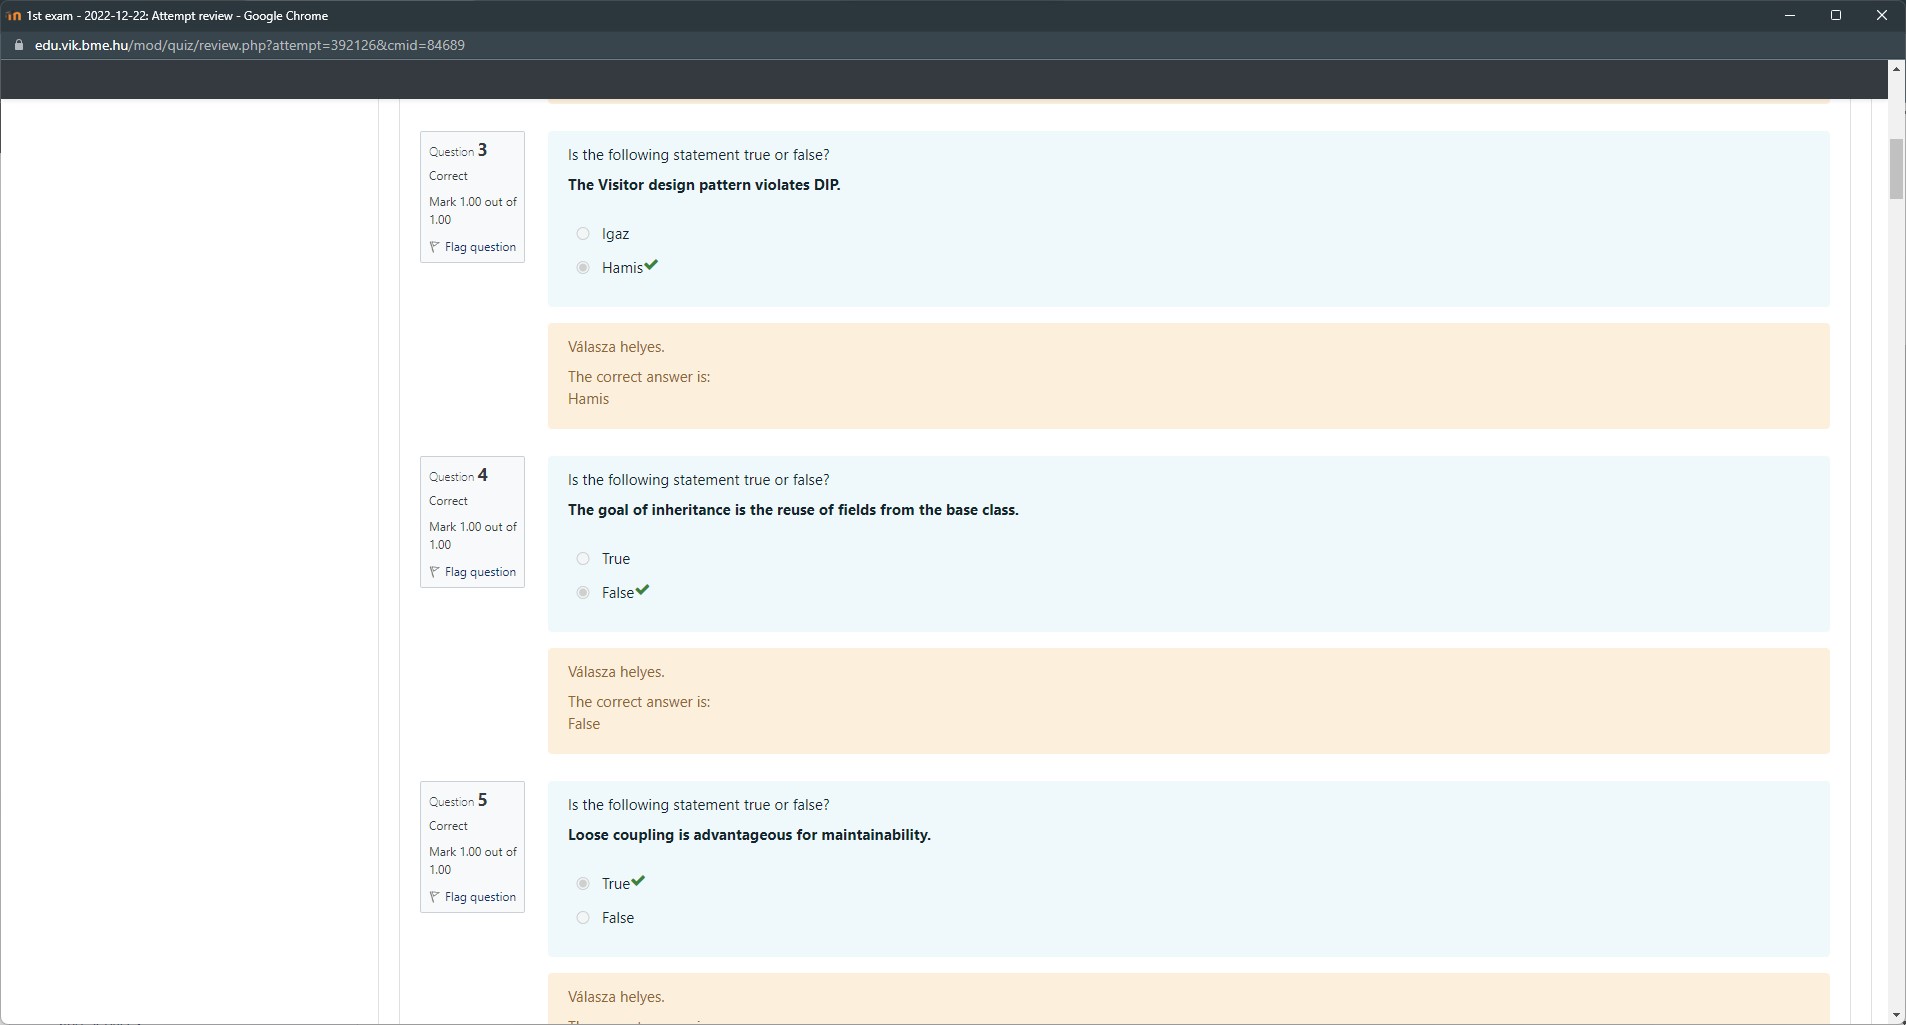 1st exam - 2022-12-22: Attempt review - Google Chrome
edu.vik.bme.hu/mod/quiz/review.php?attempt=392126&cmid=84689
Question 3
Correct
Mark 1.00 out of
1.00
Flag question
Is the following statement true or false?
The Visitor design pattern violates DIP.
Igaz
Hamis
Válasza helyes.
The correct answer is:
Hamis
Question 4
Correct
Mark 1.00 out of
1.00
Flag question
Is the following statement true or false?
The goal of inheritance is the reuse of fields from the base class.
True
False
Válasza helyes.
The correct answer is:
False
Question 5
Correct
Mark 1.00 out of
1.00
Flag question
Is the following statement true or false?
Loose coupling is advantageous for maintainability.
True
False
Válasza helyes.